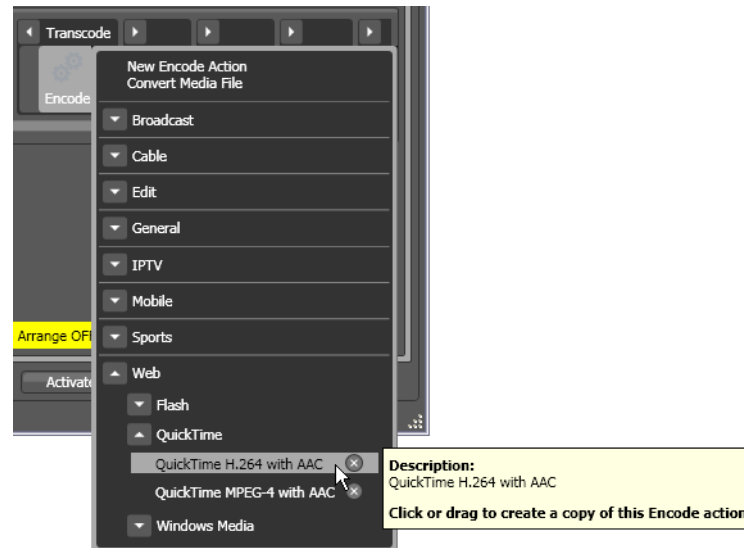 Transcode
Encode
New Encode Action
Convert Media File
Broadcast
Cable
Edit
General
IPTV
Mobile
Arrange OFF
Sports
Web
Activate
Flash
QuickTime
QuickTime H.264 with AAC
QuickTime MPEG-4 with AAC
Windows Media
Description:
QuickTime H.264 with AAC
Click or drag to create a copy of this Encode action